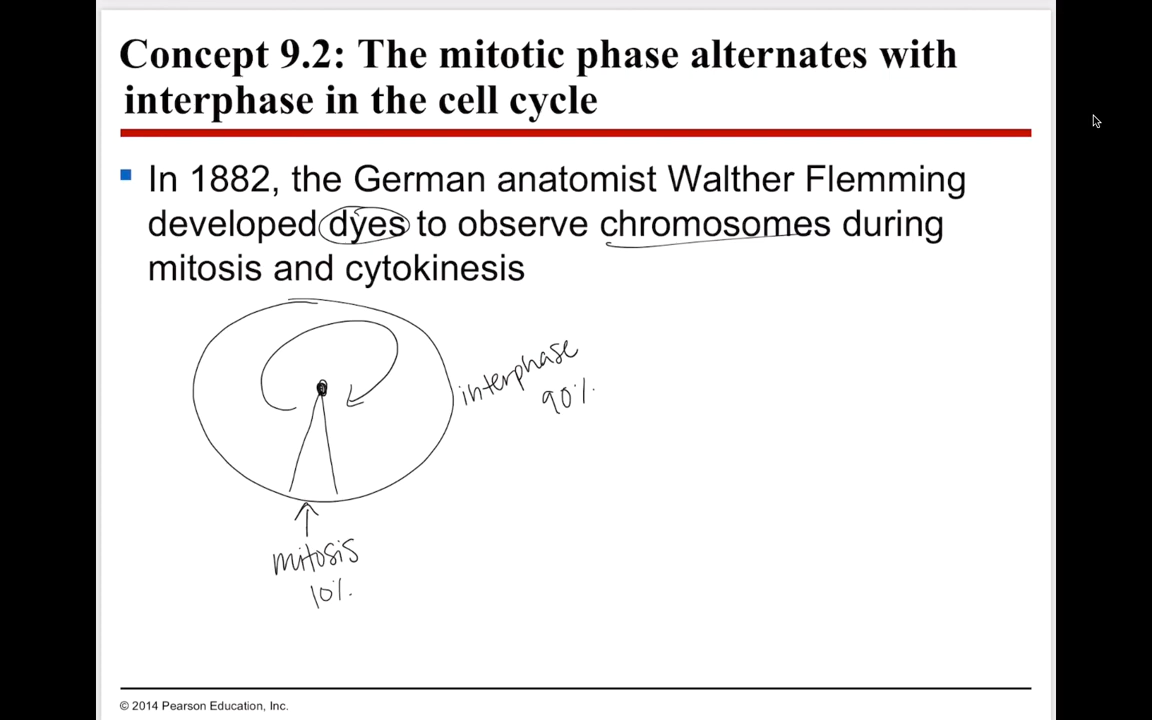 Concept 9.2: The mitotic phase alternates with
interphase in the cell cycle
In 1882, the German anatomist Walther Flemming
developed dyes to observe chromosomes during
mitosis and cytokinesis
interphase
90%
mitosis
10%
© 2014 Pearson Education, Inc.